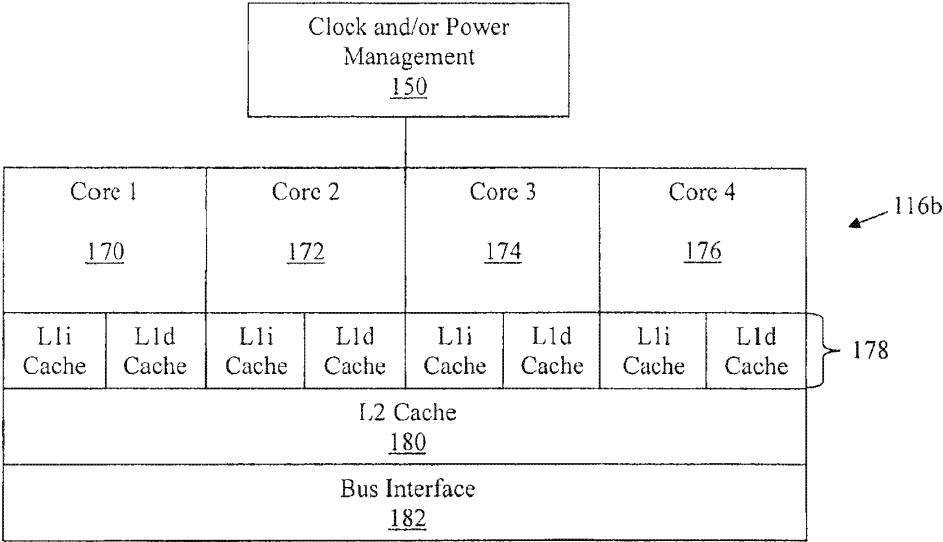 Clock and/or Power
Management
150
Core 1
Core 2
Core 3
Core 4
116b
170
172
174
176
L1i
Cache
L1d
Cache
L1i
Cache
L1d
Cache
L1i
Cache
L1d
Cache
L1i
Cache
L1d
Cache
178
L2 Cache
180
Bus Interface
182